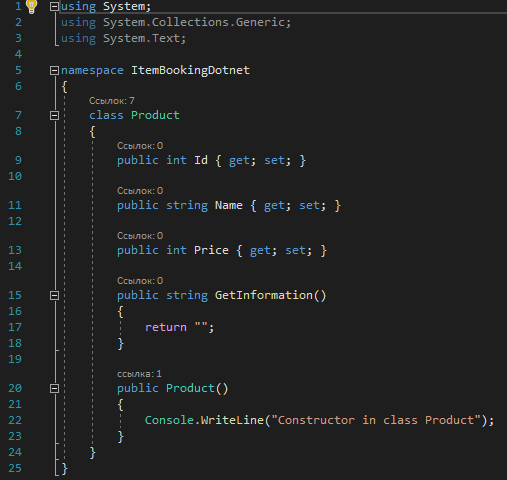 1 using System;
2 using System.Collections.Generic;
3 using System.Text;
4
5 namespace ItemBookingDotnet
6 {
Ссылок: 7
7 class Product
8 {
Ссылок: 0
9 public int Id { get; set; }
10
Ссылок: 0
11 public string Name { get; set; }
12
Ссылок: 0
13 public int Price { get; set; }
14
Ссылок: 0
15 public string GetInformation()
16 {
17 return "";
18 }
19
ссылка: 1
20 public Product()
21 {
22 Console.WriteLine("Constructor in class Product");
23 }
24 }
25 }